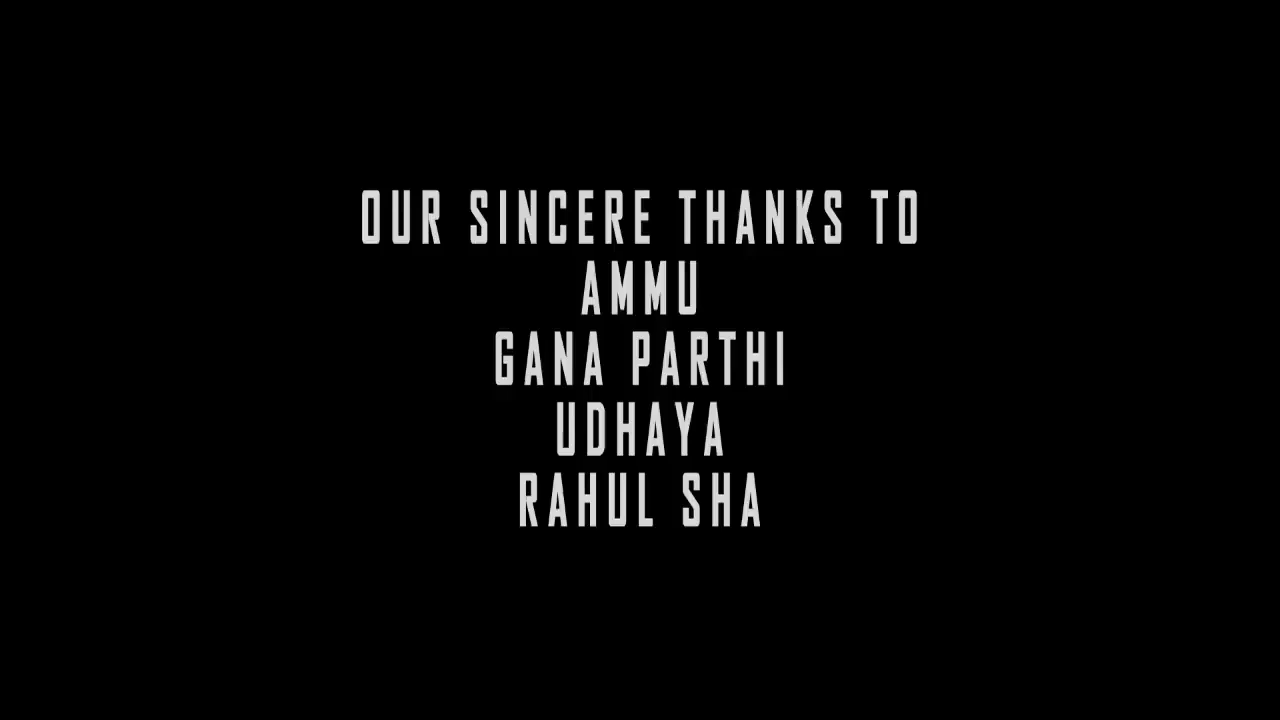 OUR SINCERE THANKS TO
AMMU
GANA PARTHI
UDHAYA
RAHUL SHA